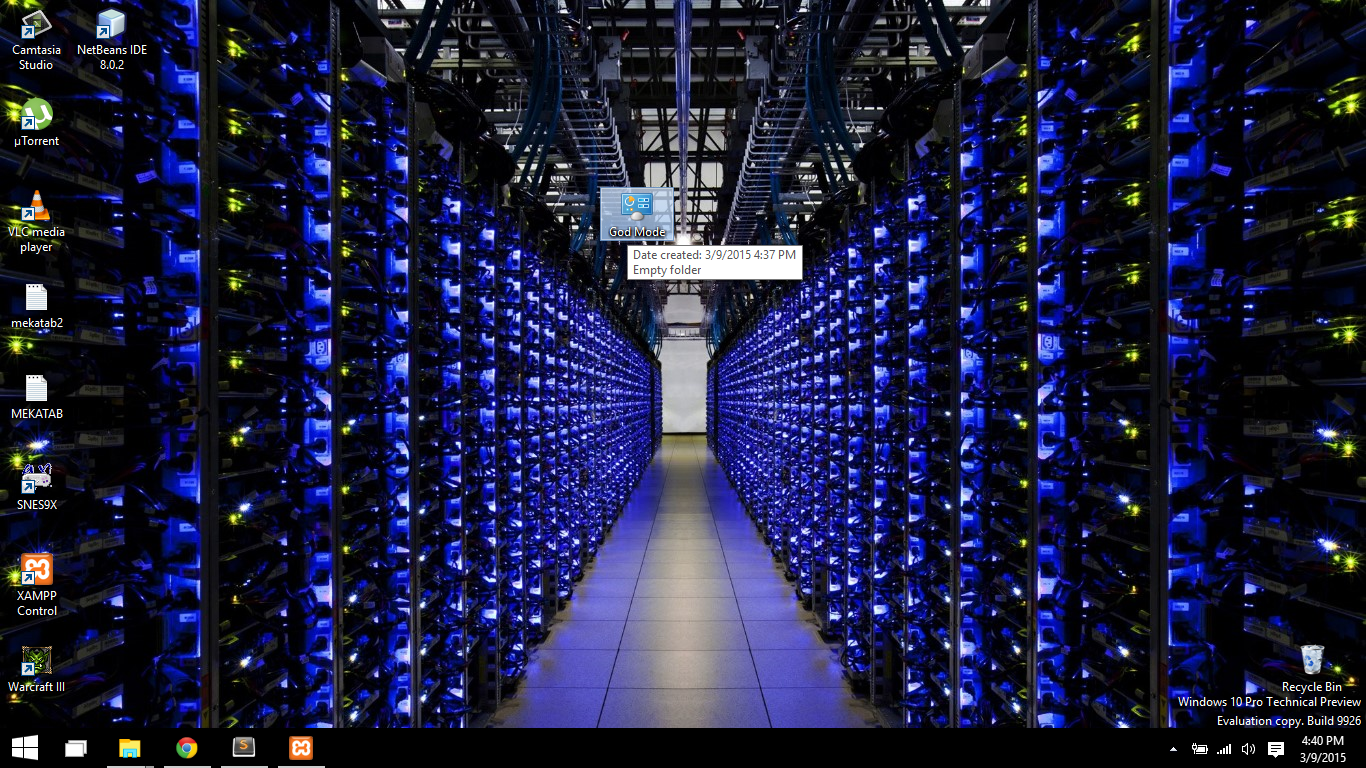 Camtasia
Studio
NetBeans IDE
8.0.2
µTorrent
VLC media
player
mekatab2
MEKATAB
SNES9X
XAMPP
Control
Warcraft III
God Mode
Date created: 3/9/2015 4:37 PM
Empty folder
Recycle Bin
Windows 10 Pro Technical Preview
Evaluation copy. Build 9926
4:40 PM
3/9/2015